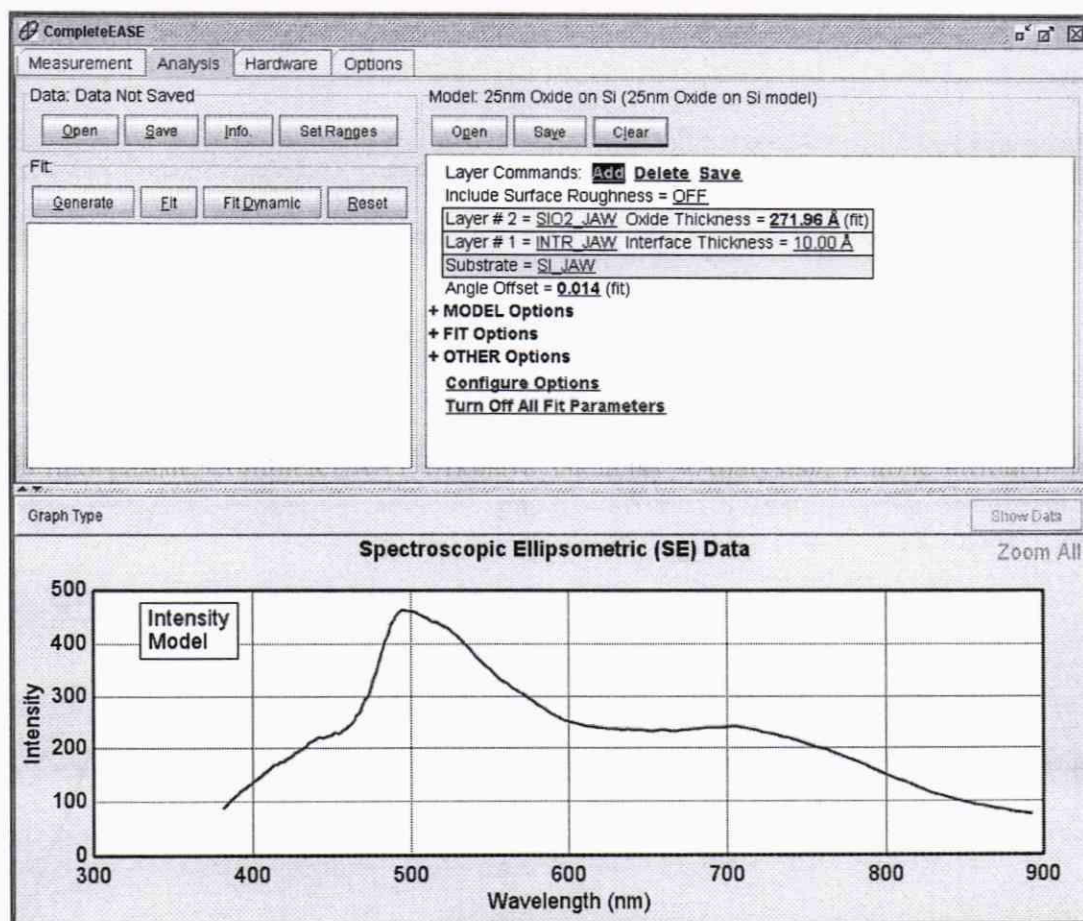 CompleteEASE
Measurement Analysis Hardware Options
Data: Data Not Saved
Open Save Info. Set Ranges
Fit:
Generate Fit Fit Dynamic Reset
Model: 25nm Oxide on Si (25nm Oxide on Si model)
Open Save Clear
Layer Commands: Add Delete Save
Include Surface Roughness = OFF
Layer # 2 = SIO2_JAW Oxide Thickness = 271.96 Å (fit)
Layer # 1 = INTR_JAW Interface Thickness = 10.00 Å
Substrate = SI_JAW
Angle Offset = 0.014 (fit)
+ MODEL Options
+ FIT Options
+ OTHER Options
Configure Options
Turn Off All Fit Parameters
Graph Type
Show Data
Spectroscopic Ellipsometric (SE) Data
Zoom All
Intensity
Model
Intensity
500
400
300
200
100
0
300 400 500 600 700 800 900
Wavelength (nm)